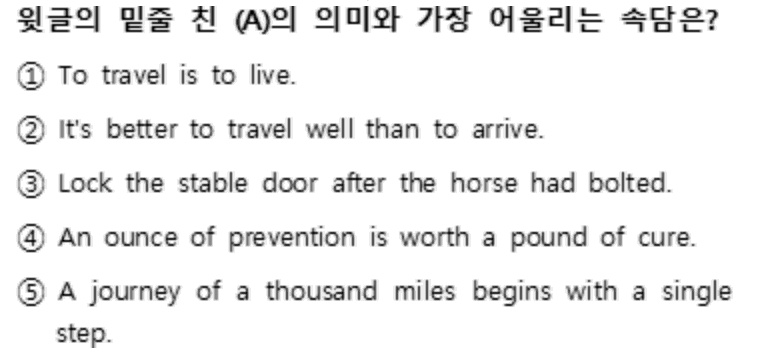 윗글의 밑줄 친 (A)의 의미와 가장 어울리는 속담은?
① To travel is to live.
② It's better to travel well than to arrive.
③ Lock the stable door after the horse had bolted.
④ An ounce of prevention is worth a pound of cure.
⑤ A journey of a thousand miles begins with a single
step.